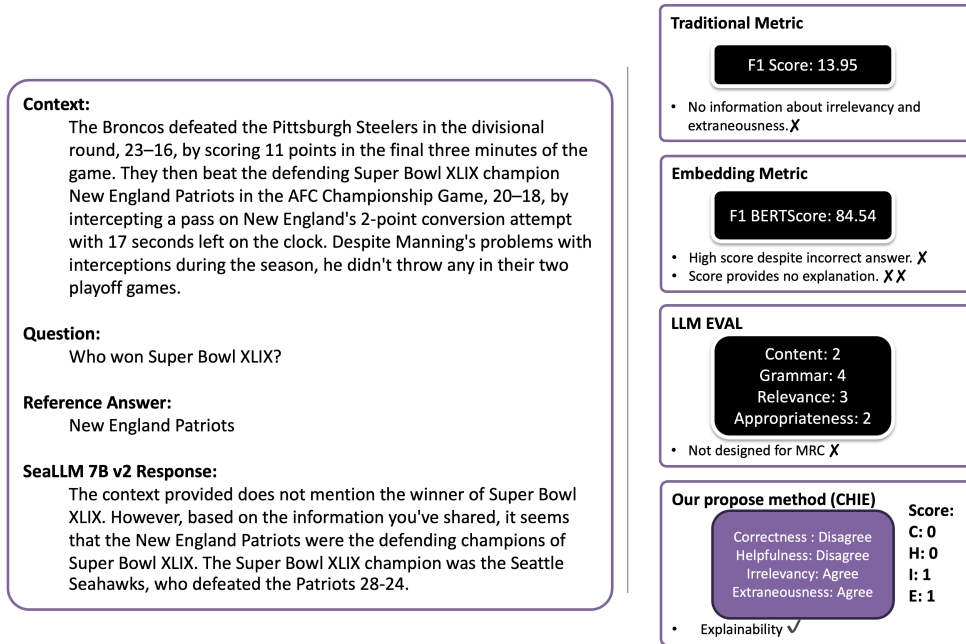 Context:
The Broncos defeated the Pittsburgh Steelers in the divisional
round, 23–16, by scoring 11 points in the final three minutes of the
game. They then beat the defending Super Bowl XLIX champion
New England Patriots in the AFC Championship Game, 20–18, by
intercepting a pass on New England's 2-point conversion attempt
with 17 seconds left on the clock. Despite Manning's problems with
interceptions during the season, he didn't throw any in their two
playoff games.
Question:
Who won Super Bowl XLIX?
Reference Answer:
New England Patriots
SeaLLM 7B v2 Response:
The context provided does not mention the winner of Super Bowl
XLIX. However, based on the information you've shared, it seems
that the New England Patriots were the defending champions of
Super Bowl XLIX. The Super Bowl XLIX champion was the Seattle
Seahawks, who defeated the Patriots 28-24.
Traditional Metric
F1 Score: 13.95
• No information about irrelevancy and
extraneousness.✗
Embedding Metric
F1 BERTScore: 84.54
• High score despite incorrect answer. ✗
• Score provides no explanation. ✗✗
LLM EVAL
Content: 2
Grammar: 4
Relevance: 3
Appropriateness: 2
• Not designed for MRC ✗
Our propose method (CHIE)
Correctness : Disagree
Helpfulness: Disagree
Irrelevancy: Agree
Extraneousness: Agree
Score:
C: 0
H: 0
I: 1
E: 1
• Explainability ✓